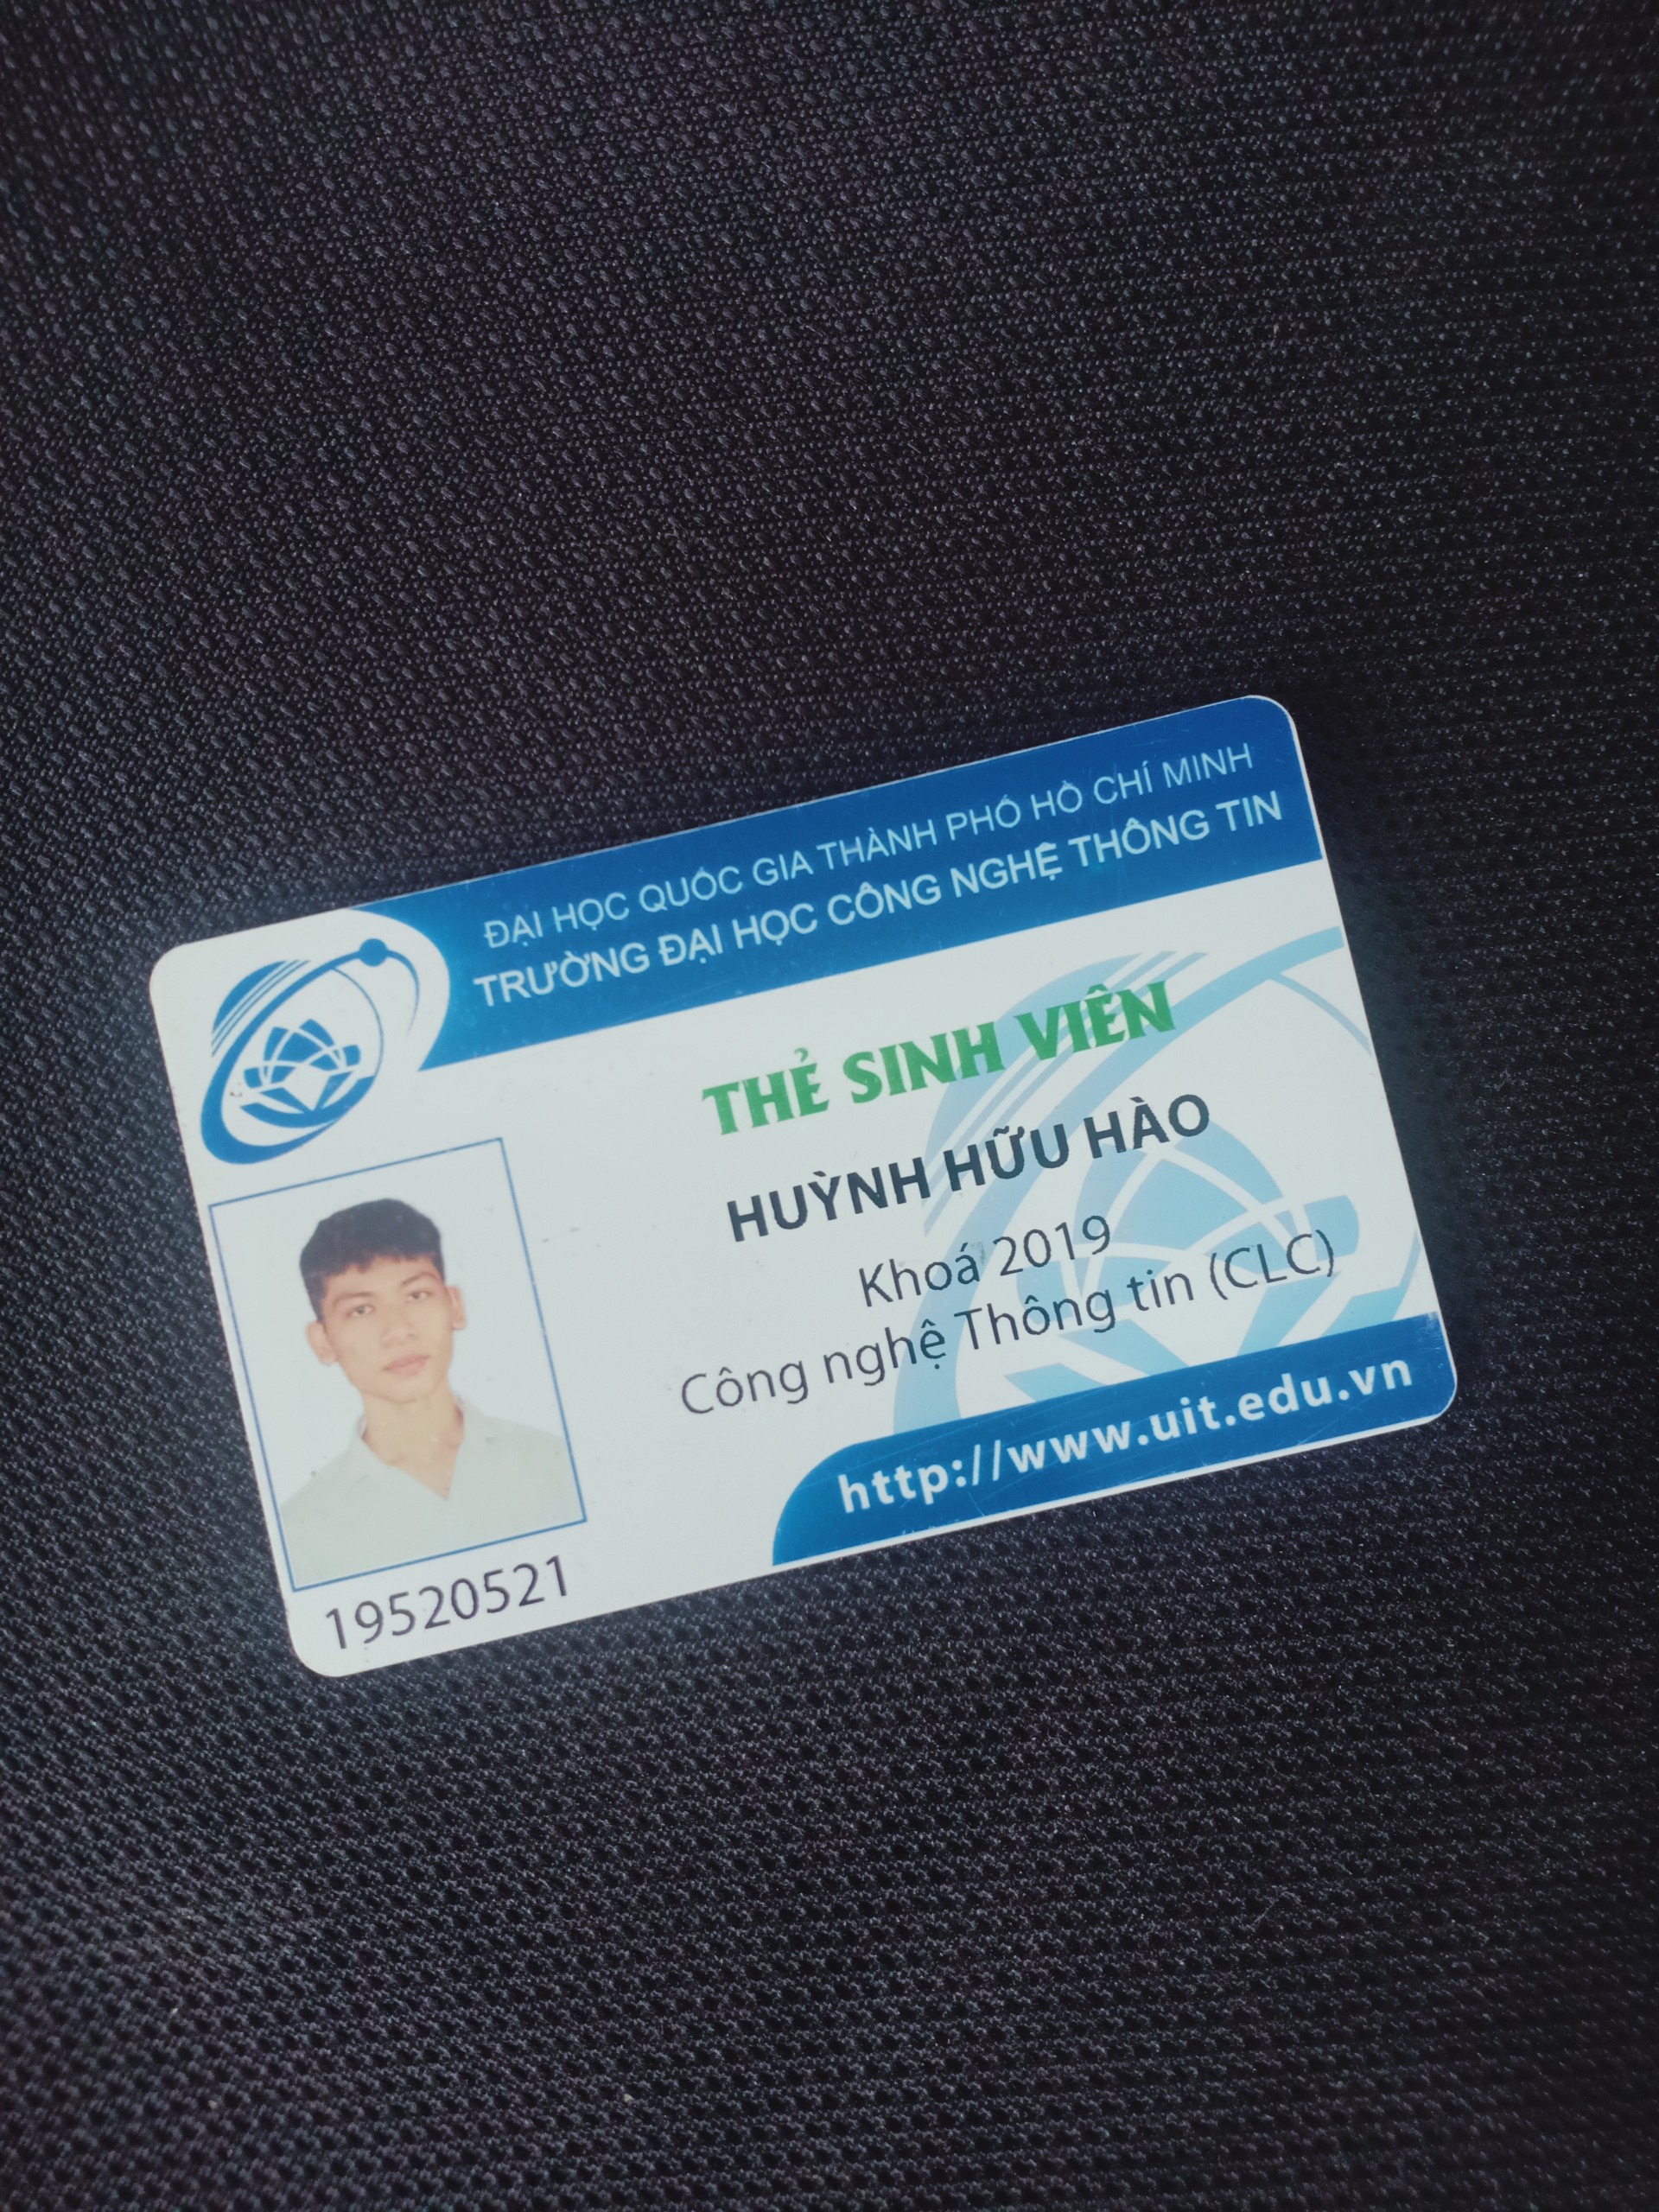 ĐẠI HỌC QUỐC GIA THÀNH PHỐ HỒ CHÍ MINH
TRƯỜNG ĐẠI HỌC CÔNG NGHỆ THÔNG TIN
THẺ SINH VIÊN
HUỲNH HỮU HÀO
Khoá 2019
Công nghệ Thông tin (CLC)
http://www.uit.edu.vn
19520521